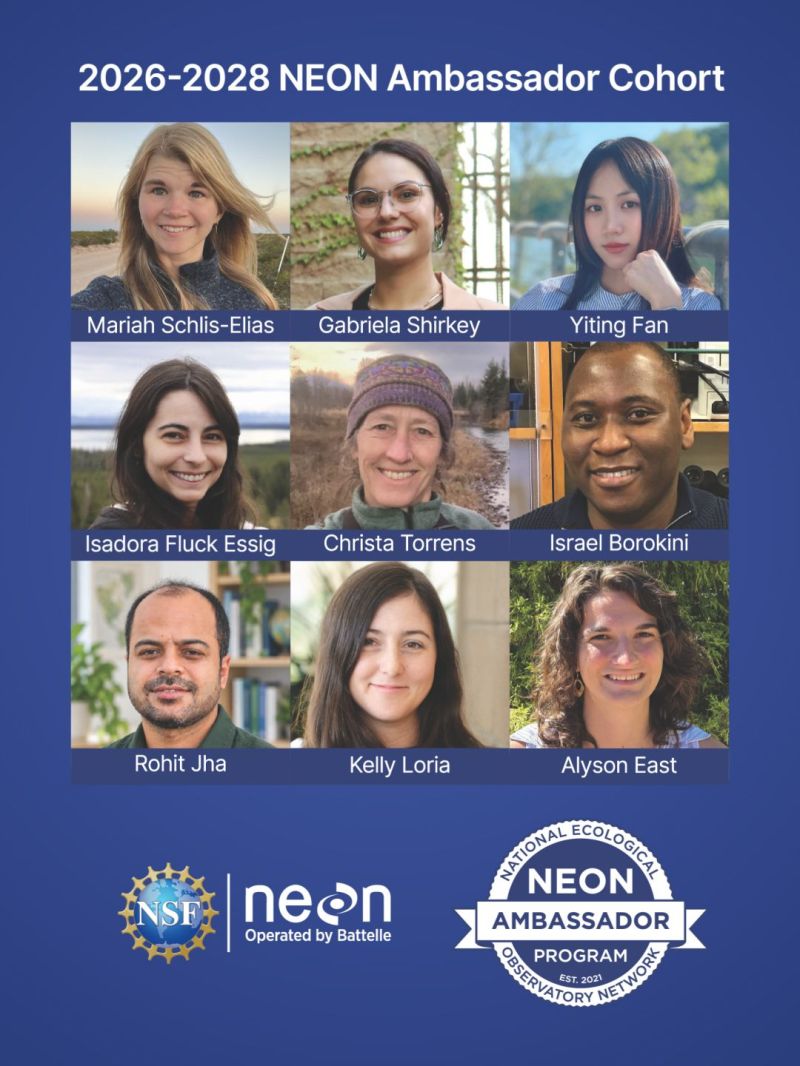 2026-2028 NEON Ambassador Cohort
Mariah Schlis-Elias
Gabriela Shirkey
Yiting Fan
Isadora Fluck Essig
Christa Torrens
Israel Borokini
Rohit Jha
Kelly Loria
Alyson East
NSF
neon
Operated by Battelle
NATIONAL ECOLOGICAL
NEON
AMBASSADOR
PROGRAM
EST. 2021
OBSERVATORY NETWORK